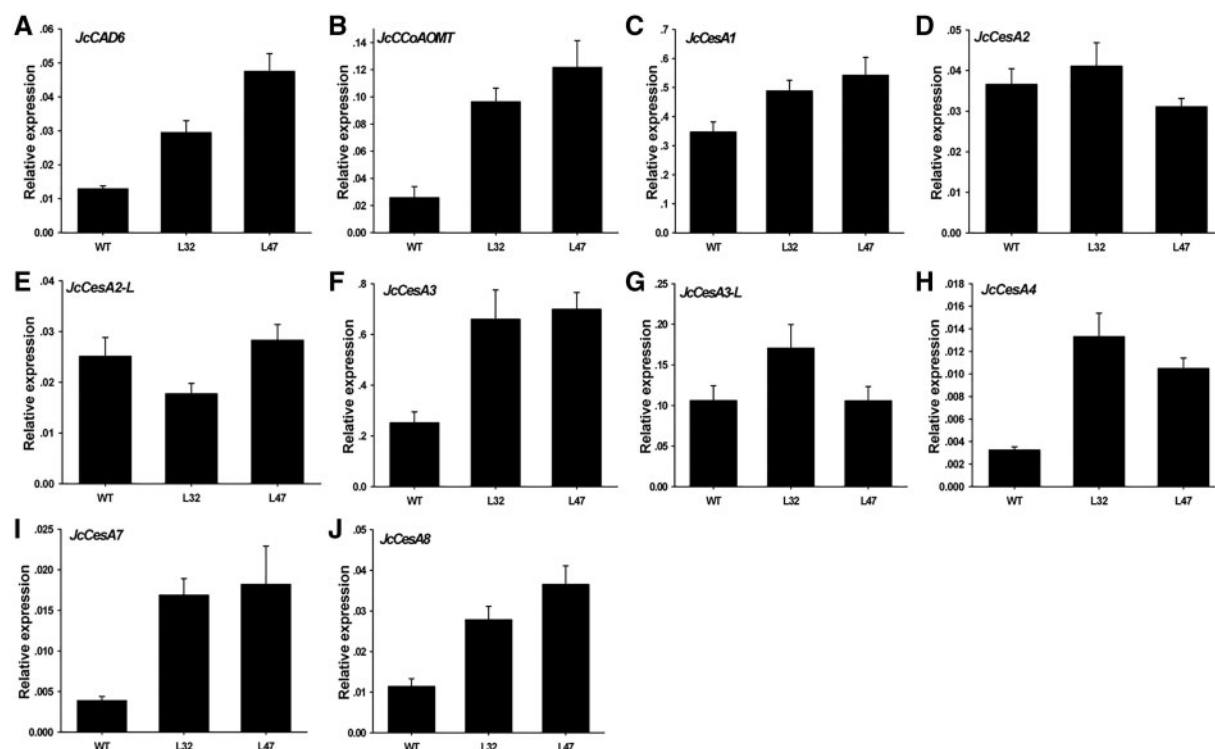 A
JcCAD6
Relative expression
.06
.05
.04
.03
.02
.01
0.00
WT L32 L47
B
JcCCoAOMT
Relative expression
.14
.12
.10
0.08
0.06
0.04
0.02
0.00
WT L32 L47
C
JcCesA1
Relative expression
.7
.6
.5
.4
.3
.2
.1
.0
WT L32 L47
D
JcCesA2
Relative expression
.05
.04
.03
.02
.01
0.00
WT L32 L47
E
JcCesA2-L
Relative expression
.04
.03
.02
.01
0.00
WT L32 L47
F
JcCesA3
Relative expression
.8
.6
.4
.2
0.0
WT L32 L47
G
JcCesA3-L
Relative expression
.25
.20
.15
.10
.05
0.00
WT L32 L47
H
JcCesA4
Relative expression
.018
.016
.014
.012
.010
.008
.006
.004
.002
0.000
WT L32 L47
I
JcCesA7
Relative expression
.025
.020
.015
.010
.005
0.000
WT L32 L47
J
JcCesA8
Relative expression
.05
.04
.03
.02
.01
0.00
WT L32 L47